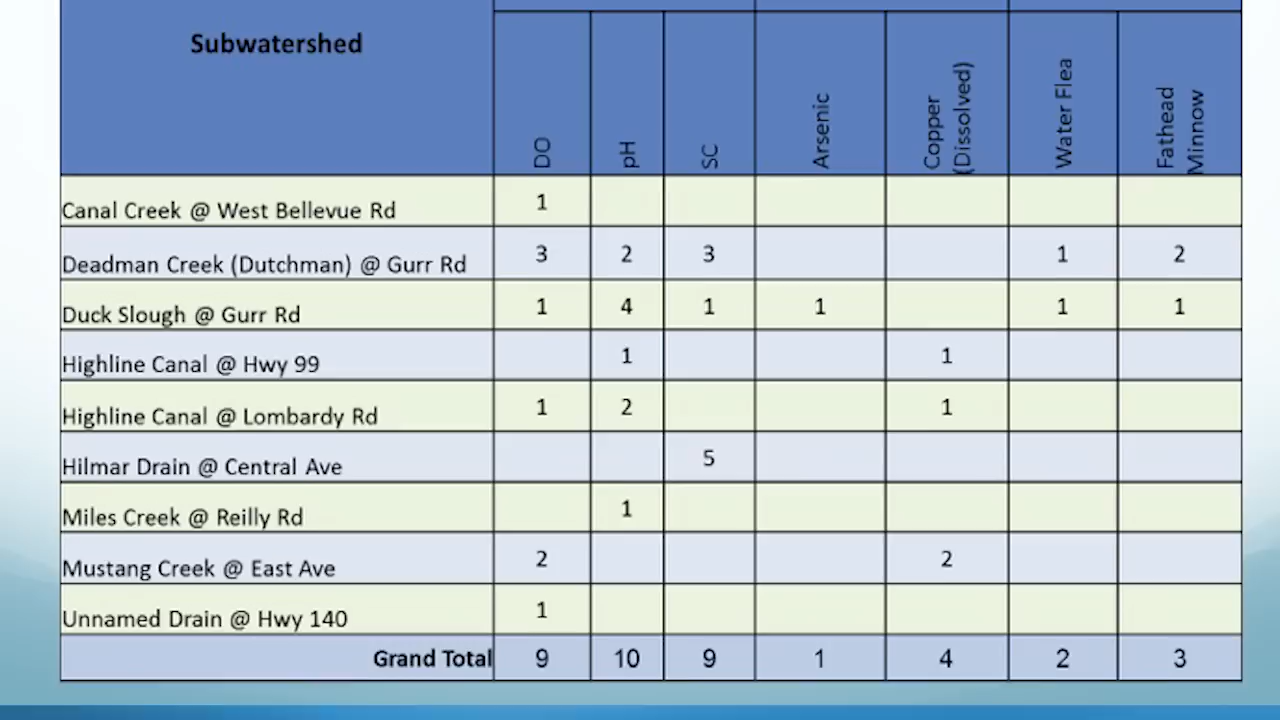 Subwatershed DO pH SC Arsenic Copper (Dissolved) Water Flea Fathead Minnow
Canal Creek @ West Bellevue Rd 1
Deadman Creek (Dutchman) @ Gurr Rd 3 2 3 1 2
Duck Slough @ Gurr Rd 1 4 1 1 1 1
Highline Canal @ Hwy 99 1 1
Highline Canal @ Lombardy Rd 1 2 1
Hilmar Drain @ Central Ave 5
Miles Creek @ Reilly Rd 1
Mustang Creek @ East Ave 2 2
Unnamed Drain @ Hwy 140 1
Grand Total 9 10 9 1 4 2 3